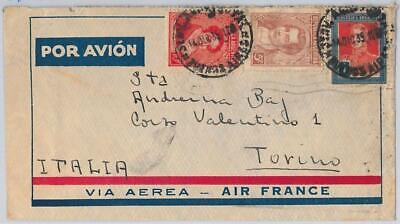 POR AVIÓN
Sta
Andreina Baj
Corso Valentino 1
Torino
ITALIA
VIA AEREA – AIR FRANCE